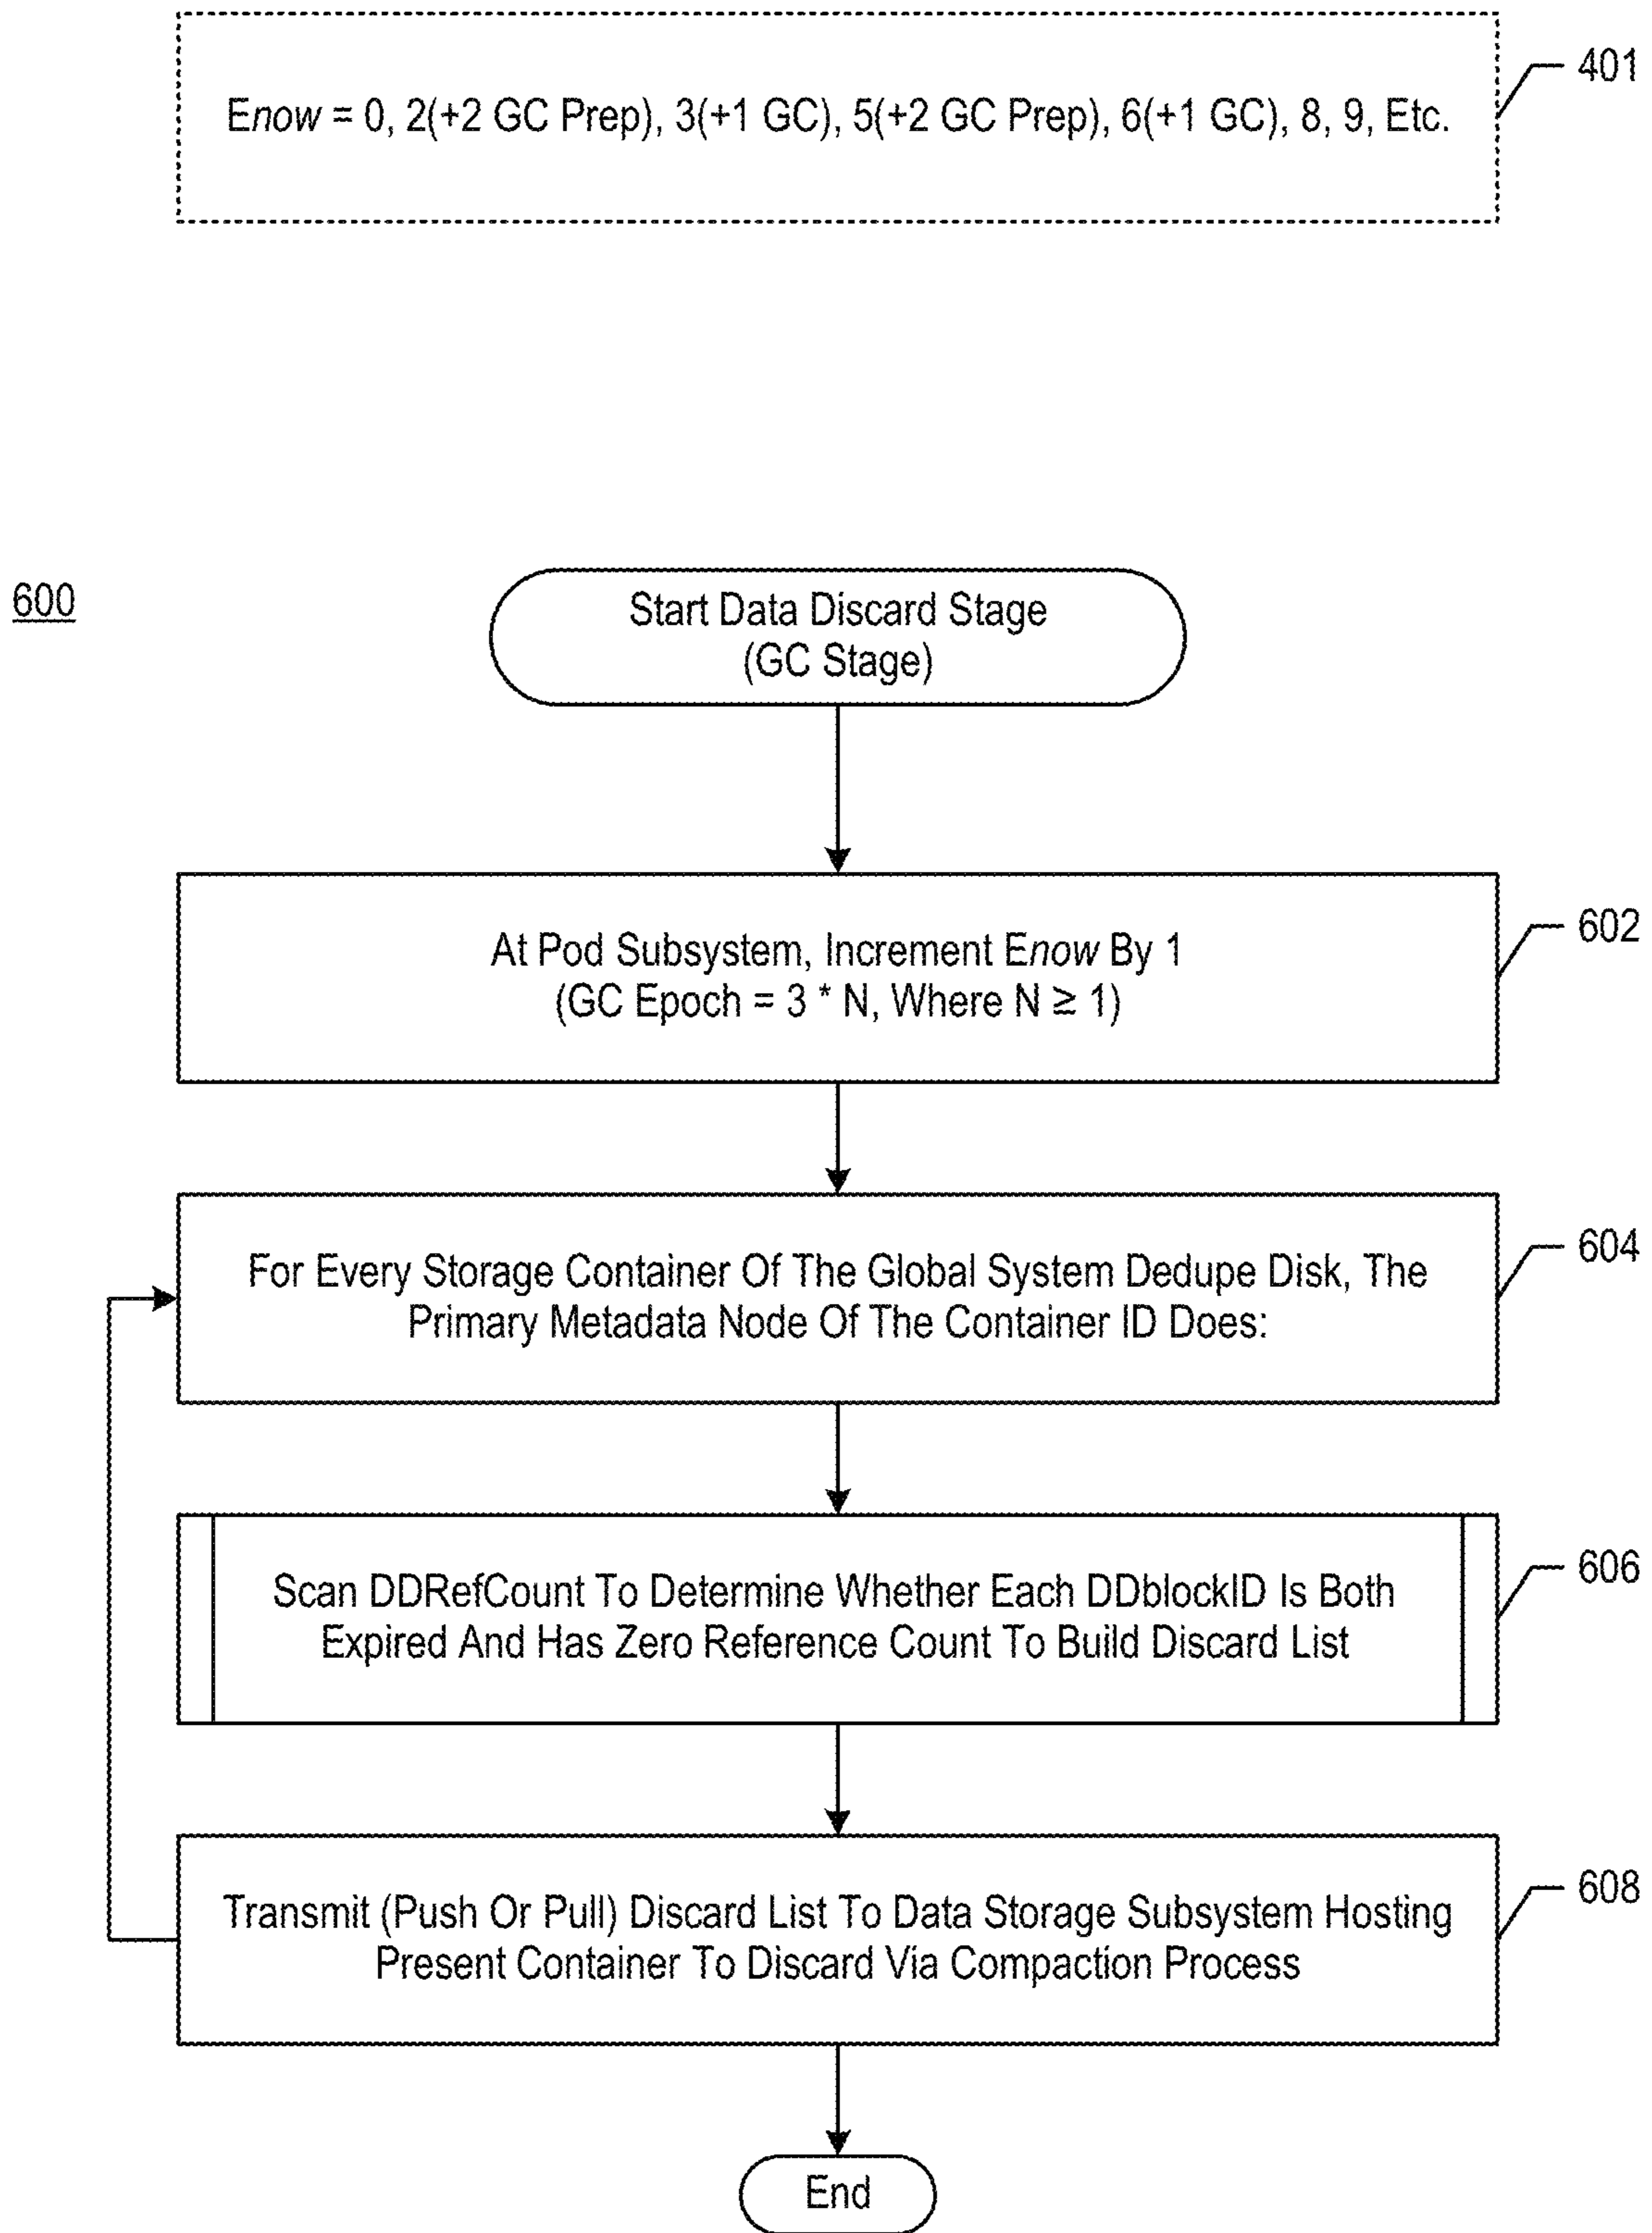 Enow = 0, 2(+2 GC Prep), 3(+1 GC), 5(+2 GC Prep), 6(+1 GC), 8, 9, Etc.
401
600
Start Data Discard Stage
(GC Stage)
At Pod Subsystem, Increment Enow By 1
(GC Epoch = 3 * N, Where N ≥ 1)
602
For Every Storage Container Of The Global System Dedupe Disk, The
Primary Metadata Node Of The Container ID Does:
604
Scan DDRefCount To Determine Whether Each DDblockID Is Both
Expired And Has Zero Reference Count To Build Discard List
606
Transmit (Push Or Pull) Discard List To Data Storage Subsystem Hosting
Present Container To Discard Via Compaction Process
608
End